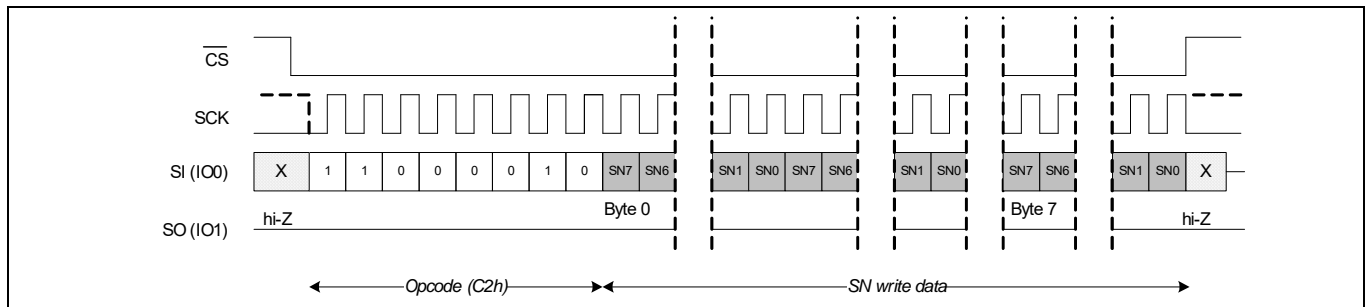 CS
SCK
SI (IO0) X 1 1 0 0 0 0 1 0 SN7 SN6 SN1 SN0 SN7 SN6 SN1 SN0 SN7 SN6 SN1 SN0 X
Byte 0 Byte 7
hi-Z hi-Z
SO (IO1)
Opcode (C2h) SN write data